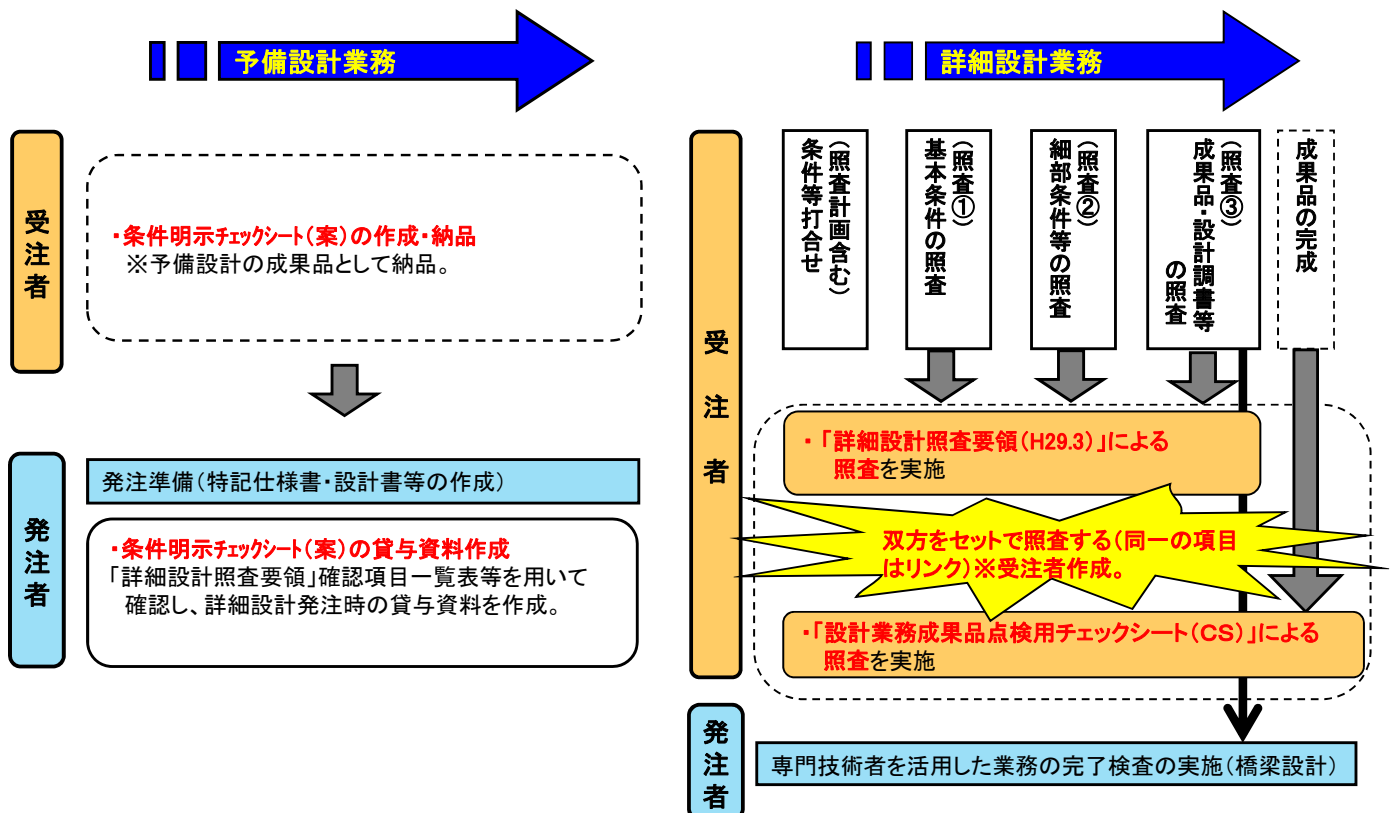 予備設計業務
受注者
・条件明示チェックシート(案)の作成・納品
※予備設計の成果品として納品。
発注者
発注準備(特記仕様書・設計書等の作成)
・条件明示チェックシート(案)の貸与資料作成
「詳細設計照査要領」確認項目一覧表等を用いて
確認し、詳細設計発注時の貸与資料を作成。
詳細設計業務
受注者
(照査計画含む)
条件等打合せ
(照査①)
基本条件の照査
(照査②)
細部条件等の照査
(照査③)
成果品・設計調書等
の照査
成果品の完成
・「詳細設計照査要領(H29.3)」による
照査を実施
双方をセットで照査する(同一の項目
はリンク)※受注者作成。
・「設計業務成果品点検用チェックシート(CS)」による
照査を実施
発注者
専門技術者を活用した業務の完了検査の実施(橋梁設計)